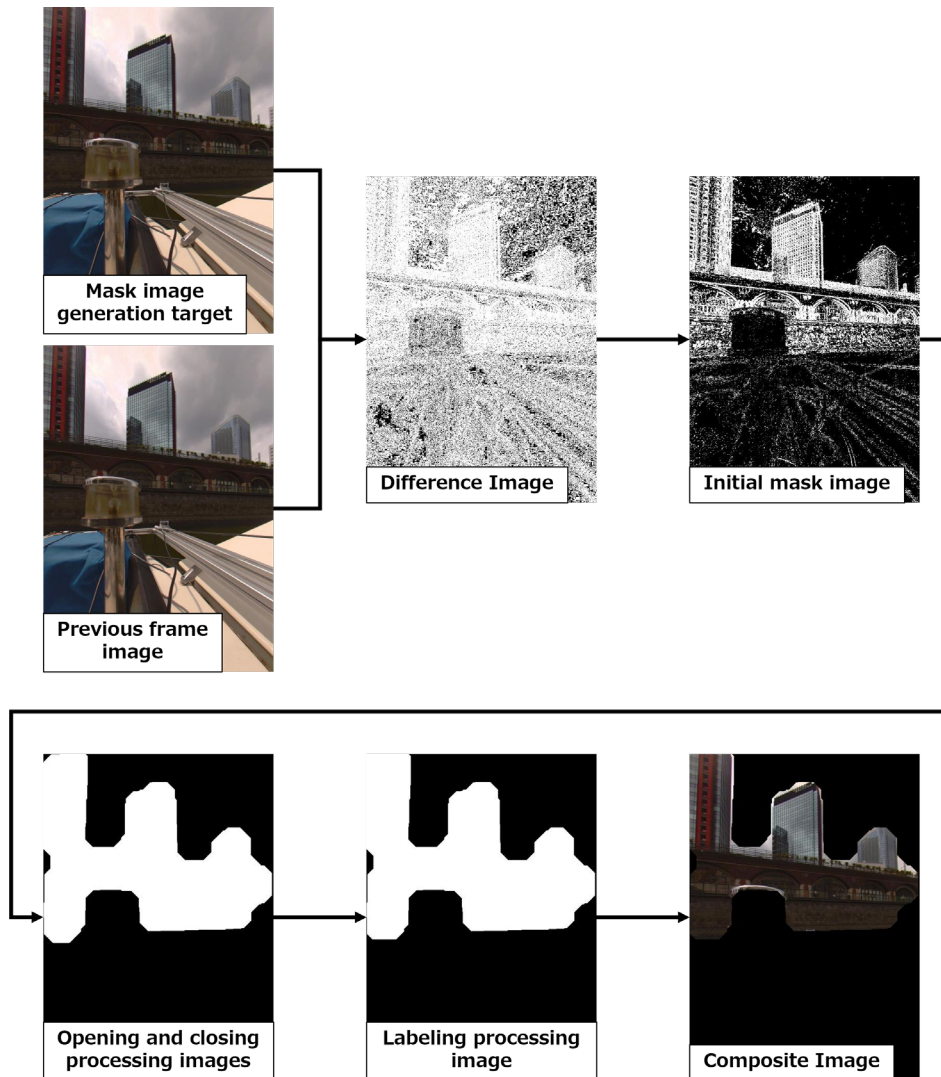 Mask image
generation target
Previous frame
image
Difference Image
Initial mask image
Opening and closing
processing images
Labeling processing
image
Composite Image